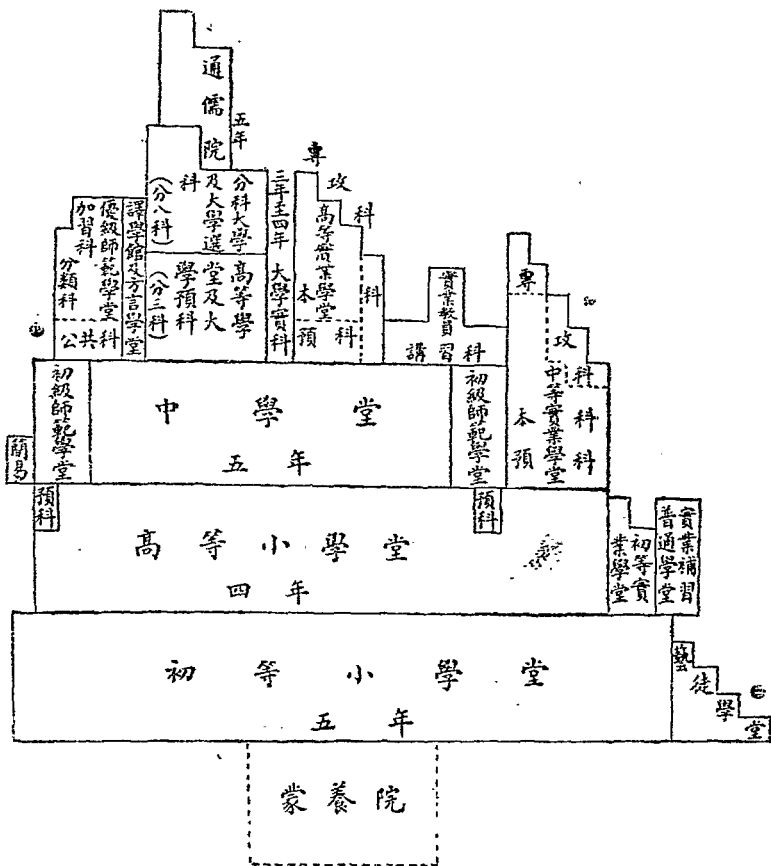 通儒院
五年
分科大學
及大學選
科
(分八科)
高等學
堂及大
學預科
(分三科)
譯學館及方言學堂
優級師範學堂
加習科
分類科
公共科
三年至四年 大學實科
專攻科
高等實業學堂
本科
預科
實業教員
講習科
專攻科
中等實業學堂
本科
預科
初級師範學堂
中學堂
五年
初級師範學堂
簡易
預科
預科
高等小學堂
四年
初等實
業學堂
實業補習
普通學堂
初等小學堂
五年
藝徒學堂
蒙養院